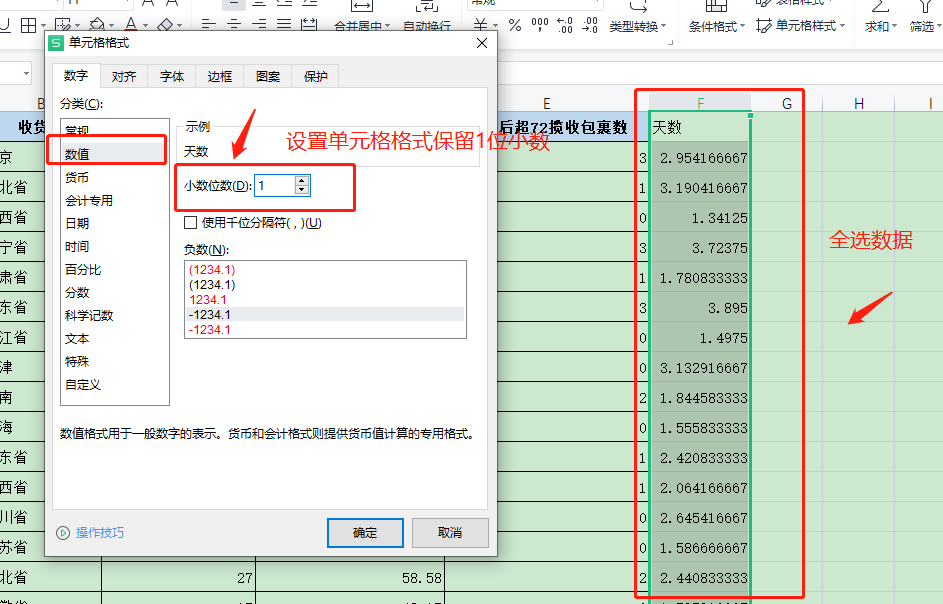 常规
合并居中
自动换行
%
类型转换
条件格式
表格样式
单元格样式
求和
筛选
单元格格式
数字 对齐 字体 边框 图案 保护
分类(C):
常规
数值
货币
会计专用
日期
时间
百分比
分数
科学记数
文本
特殊
自定义
示例
天数
设置单元格格式保留1位小数
小数位数(D): 1
使用千位分隔符( , )(U)
负数(N):
(1234.1)
(1234.1)
1234.1
-1234.1
-1234.1
数值格式用于一般数字的表示。货币和会计格式则提供货币值计算的专用格式。
操作技巧
确定
取消
B E F G H I
收货 后超72揽收包裹数 天数
京 3 2.954166667
北省 1 3.190416667
西省 0 1.34125
宁省 3 3.72375
肃省 1 1.780833333
东省 3 3.895
江省 0 1.4975
津 0 3.132916667
南 2 1.844583333
海 0 1.555833333
东省 1 2.420833333
西省 1 2.064166667
川省 0 2.645416667
苏省 0 1.586666667
北省 27 58.58 2 2.440833333
全选数据